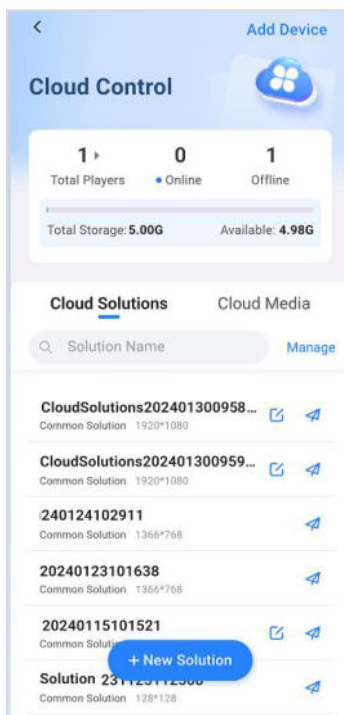 Add Device
Cloud Control
1 0 1
Total Players Online Offline
Total Storage: 5.00G Available: 4.98G
Cloud Solutions Cloud Media
Solution Name Manage
CloudSolutions202401300958...
Common Solution 1920*1080
CloudSolutions202401300959...
Common Solution 1920*1080
240124102911
Common Solution 1366*768
20240123101638
Common Solution 1366*768
20240115101521
Common
+ New Solution
Solution
Common Solution 128*128